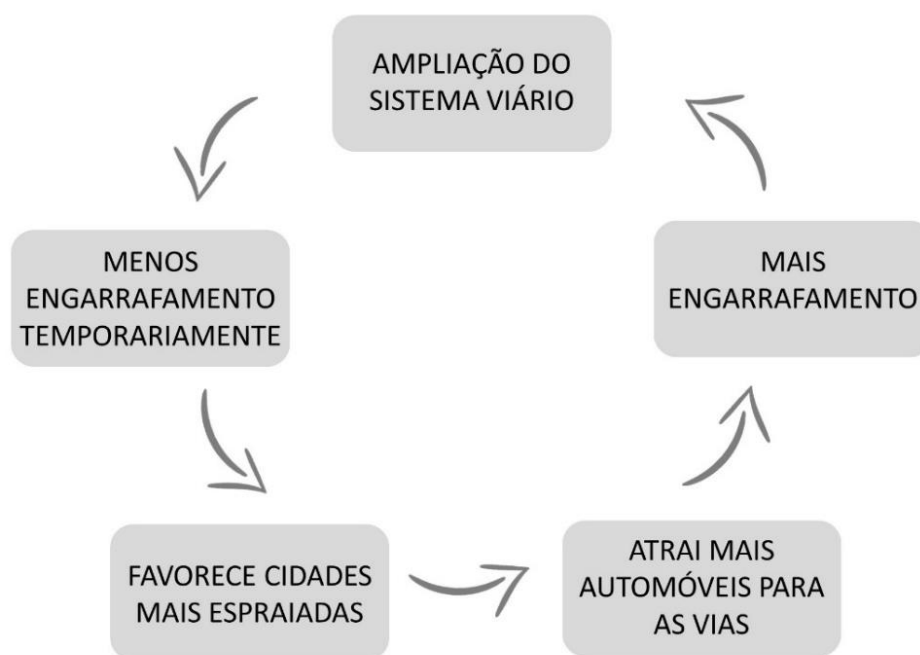 AMPLIAÇÃO DO
SISTEMA VIÁRIO
MENOS
ENGARRAFAMENTO
TEMPORARIAMENTE
FAVORECE CIDADES
MAIS ESPRAIADAS
ATRAI MAIS
AUTOMÓVEIS PARA
AS VIAS
MAIS
ENGARRAFAMENTO